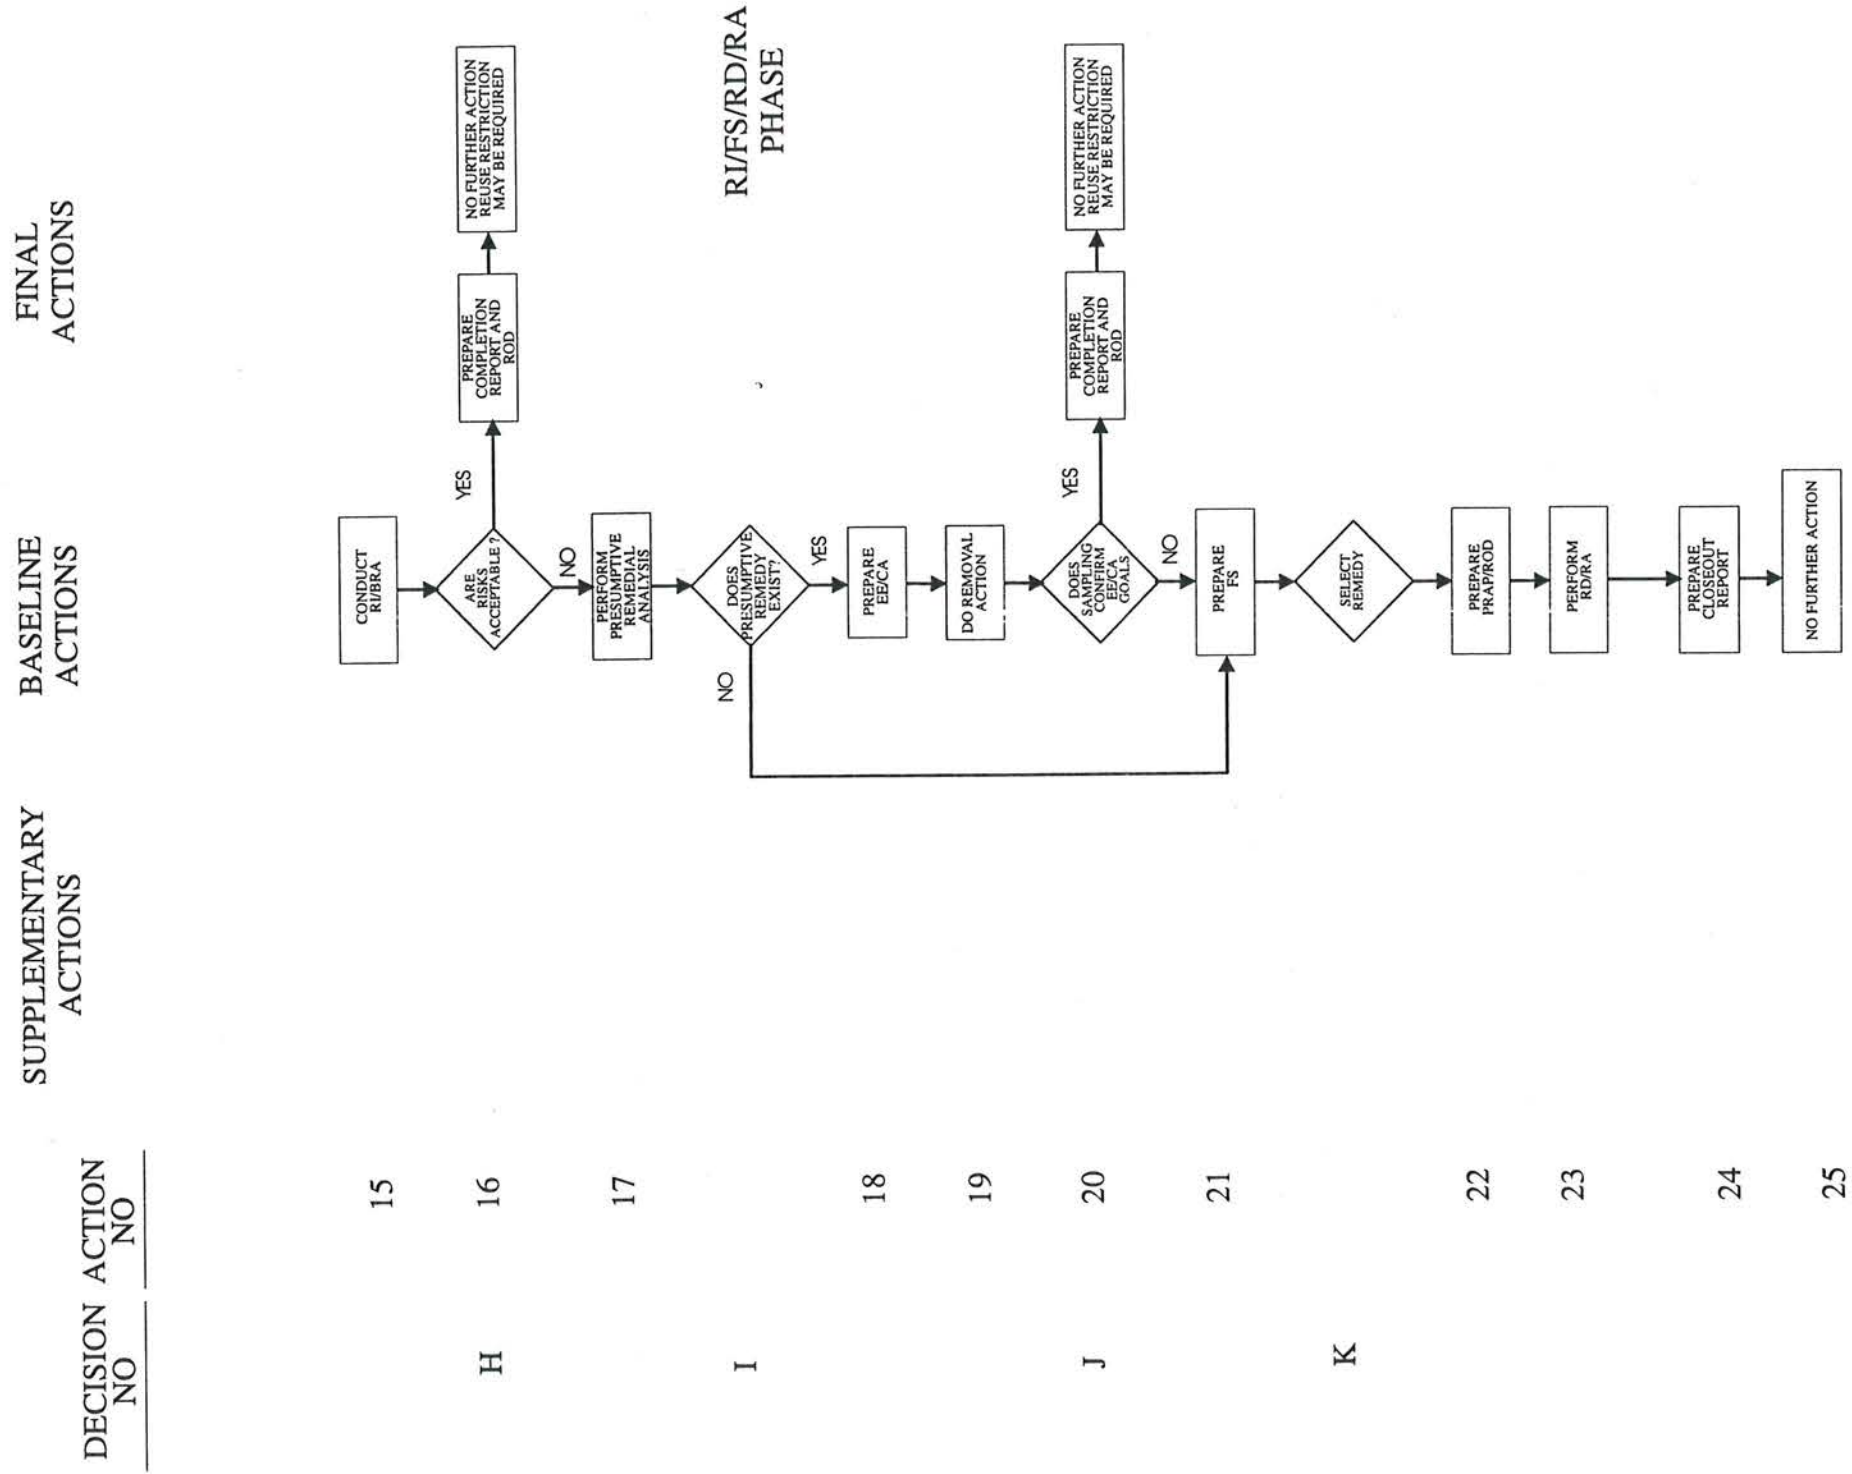 DECISION
NO
ACTION
NO
SUPPLEMENTARY
ACTIONS
BASELINE
ACTIONS
FINAL
ACTIONS
15
CONDUCT
RI/BRA
H
16
ARE
RISKS
ACCEPTABLE ?
YES
PREPARE
COMPLETION
REPORT AND
ROD
NO FURTHER ACTION
REUSE RESTRICTION
MAY BE REQUIRED
NO
17
PERFORM
PRESUMPTIVE
REMEDIAL
ANALYSIS
I
DOES
PRESUMPTIVE
REMEDY
EXIST?
NO
YES
RI/FS/RD/RA
PHASE
18
PREPARE
EE/CA
19
DO REMOVAL
ACTION
J
20
DOES
SAMPLING
CONFIRM
EE/CA
GOALS
YES
PREPARE
COMPLETION
REPORT AND
ROD
NO FURTHER ACTION
REUSE RESTRICTION
MAY BE REQUIRED
NO
21
PREPARE
FS
K
SELECT
REMEDY
22
PREPARE
PRAP/ROD
23
PERFORM
RD/RA
24
PREPARE
CLOSEOUT
REPORT
25
NO FURTHER ACTION